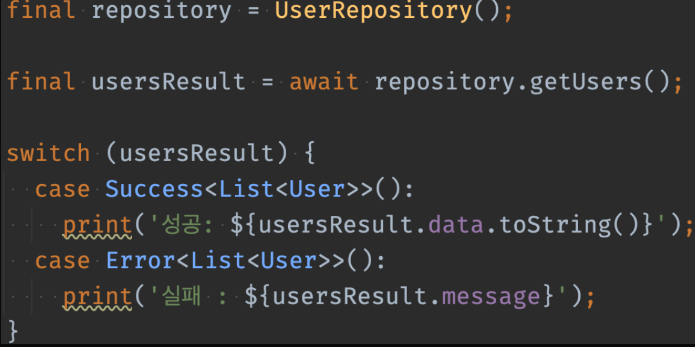 final repository = UserRepository();
final usersResult = await repository.getUsers();
switch (usersResult) {
case Success<List<User>>():
print('성공: ${usersResult.data.toString()}');
case Error<List<User>>():
print('실패 : ${usersResult.message}');
}